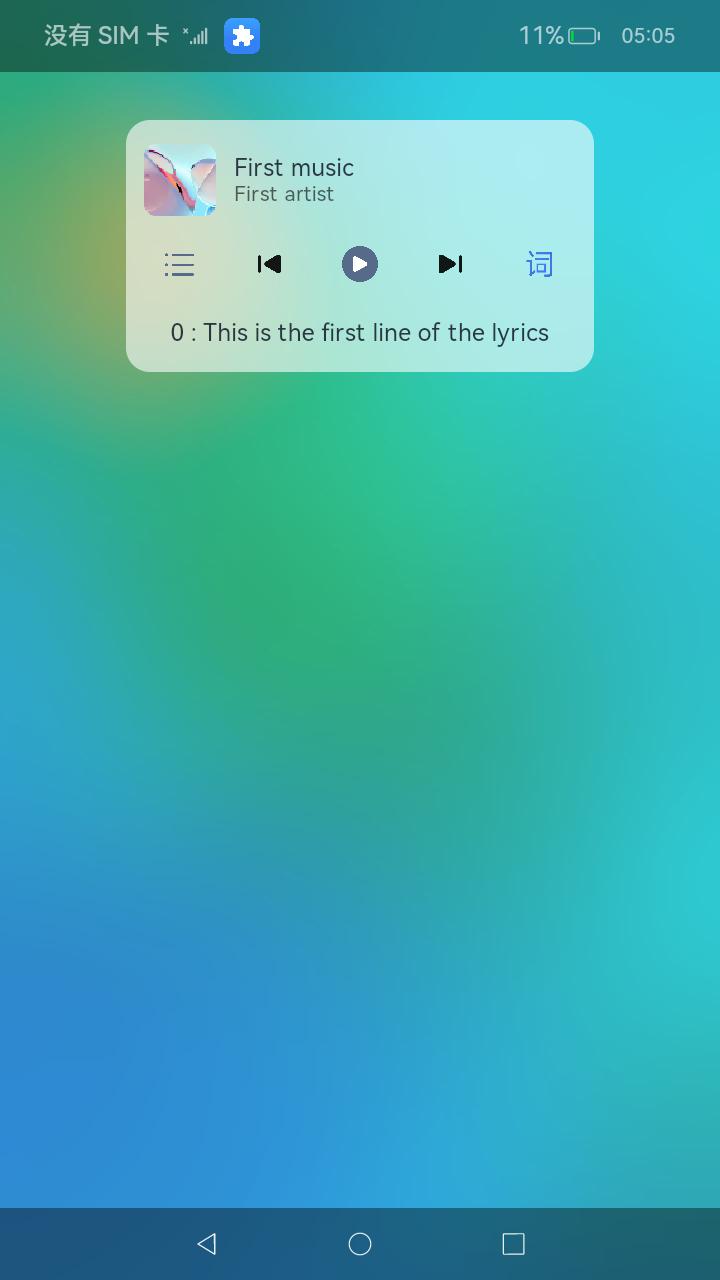 没有 SIM 卡 11% 05:05
First music
First artist
词
0 : This is the first line of the lyrics